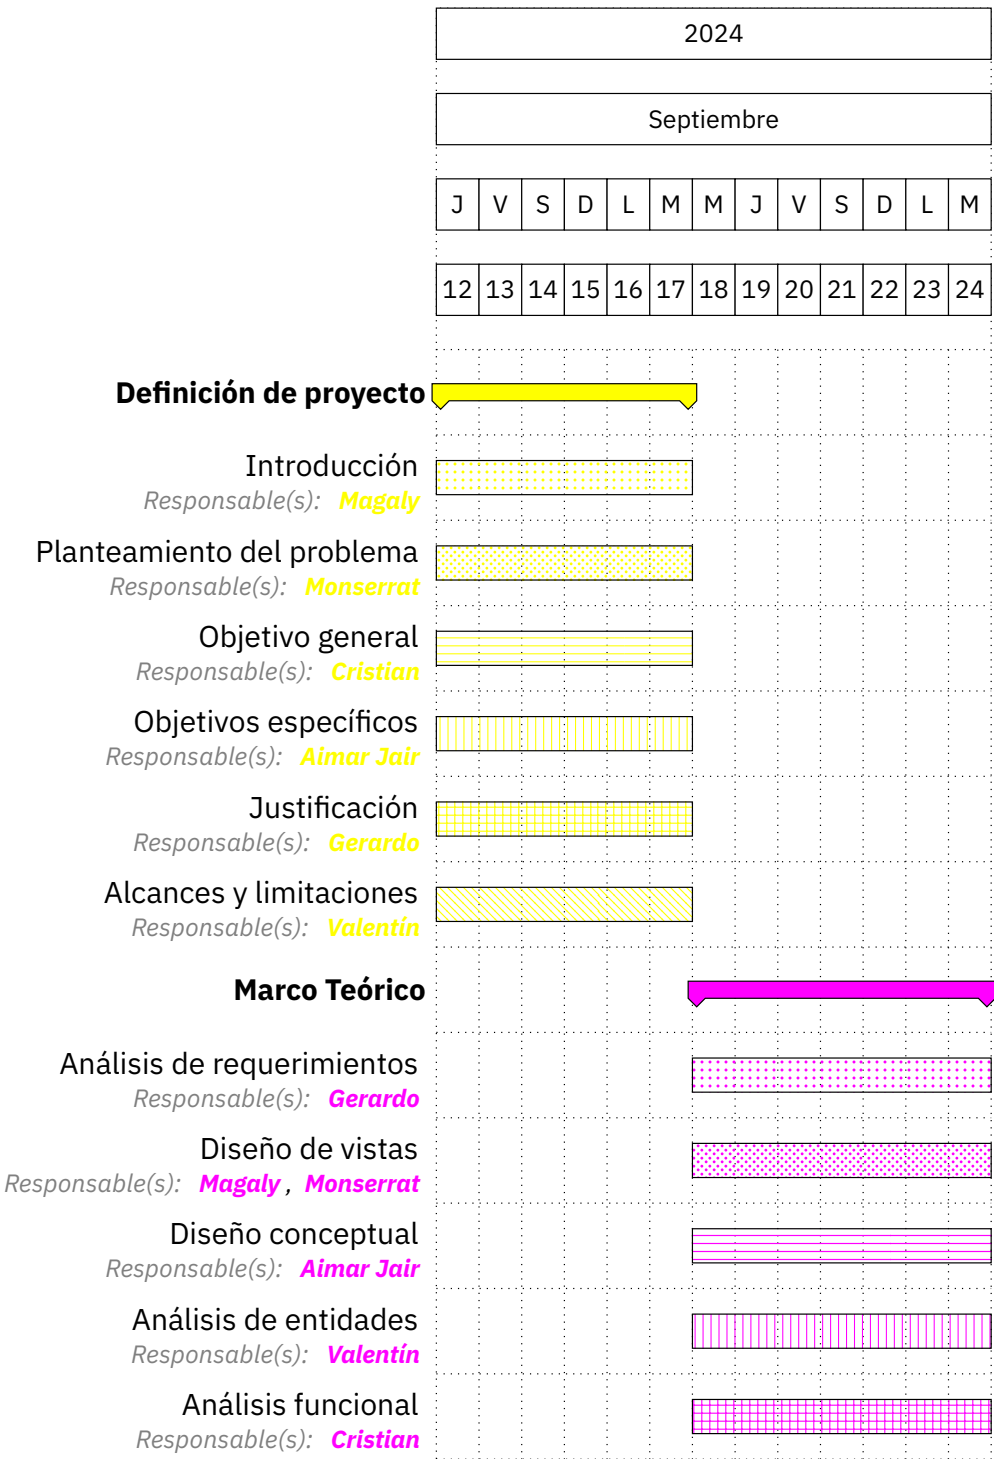 2024
Septiembre
J V S D L M M J V S D L M
12 13 14 15 16 17 18 19 20 21 22 23 24
Definición de proyecto
Introducción
Responsable(s): Magaly
Planteamiento del problema
Responsable(s): Monserrat
Objetivo general
Responsable(s): Cristian
Objetivos específicos
Responsable(s): Aimar Jair
Justificación
Responsable(s): Gerardo
Alcances y limitaciones
Responsable(s): Valentín
Marco Teórico
Análisis de requerimientos
Responsable(s): Gerardo
Diseño de vistas
Responsable(s): Magaly , Monserrat
Diseño conceptual
Responsable(s): Aimar Jair
Análisis de entidades
Responsable(s): Valentín
Análisis funcional
Responsable(s): Cristian